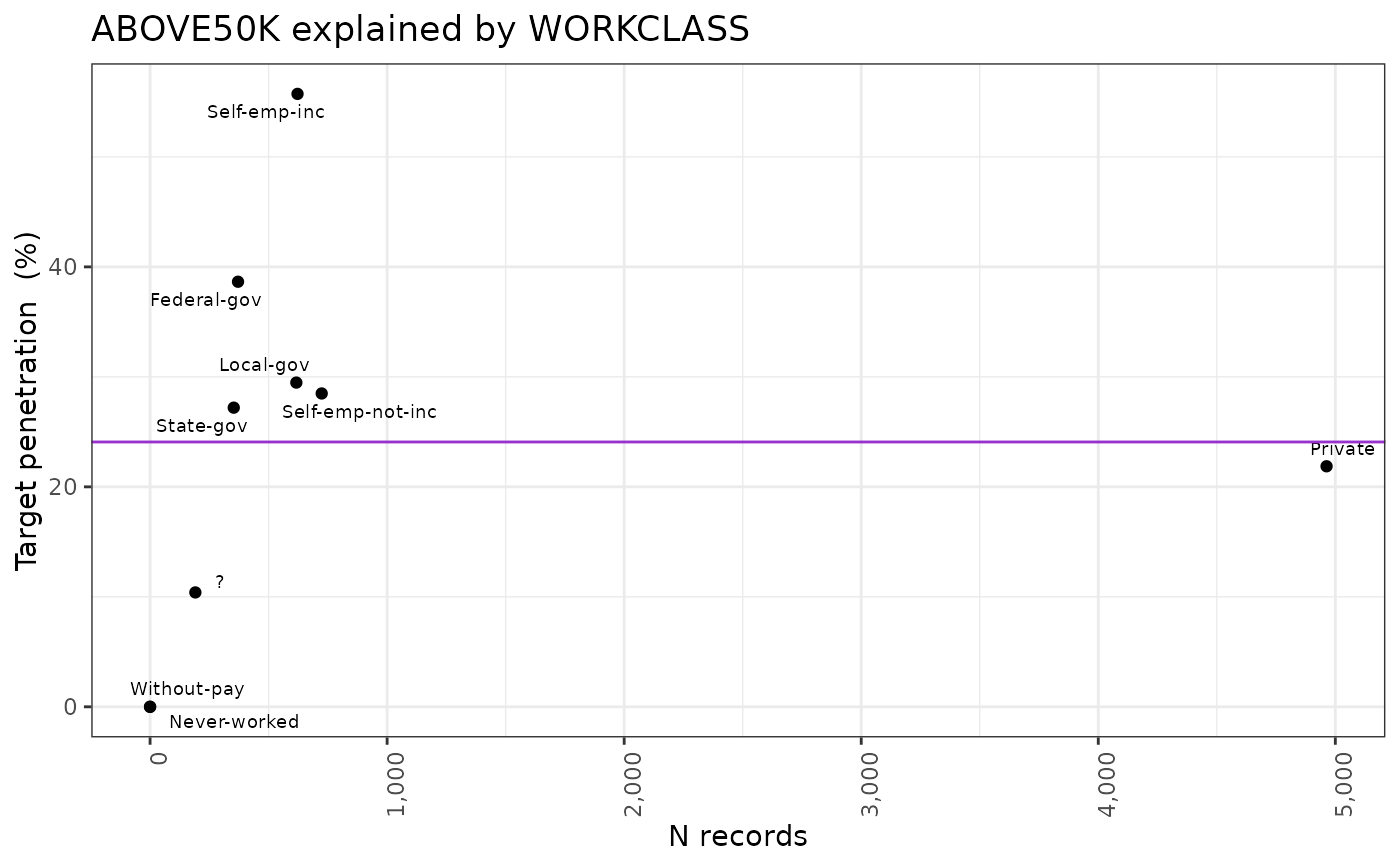 ABOVE50K explained by WORKCLASS
Self-emp-inc
Federal-gov
Local-gov
Self-emp-not-inc
State-gov
Private
?
Without-pay
Never-worked
Target penetration  (%)
40
20
0
0
1,000
2,000
3,000
4,000
5,000
N records